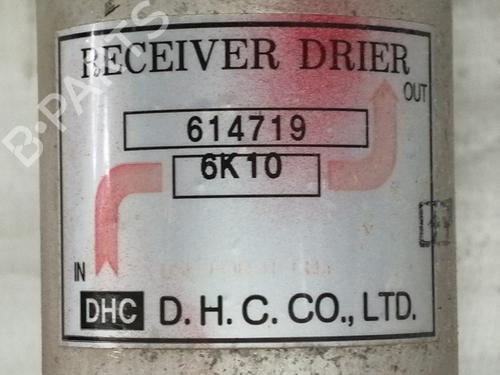 RECEIVER DRIER
OUT
614719
6K10
IN
DHC D. H. C. CO., LTD.
B-PARTS